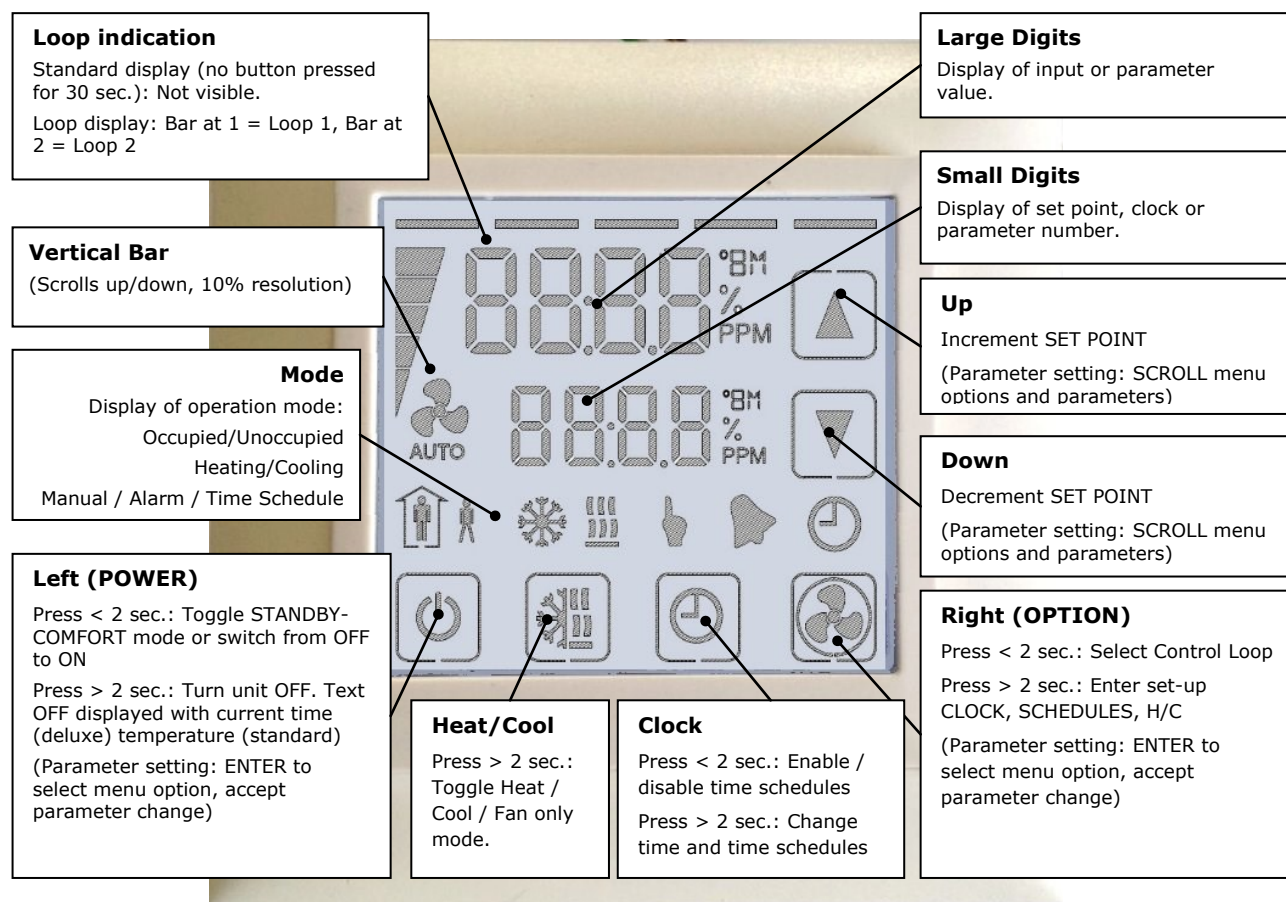 Loop indication
Standard display (no button pressed
for 30 sec.): Not visible.
Loop display: Bar at 1 = Loop 1, Bar at
2 = Loop 2
Large Digits
Display of input or parameter
value.
Small Digits
Display of set point, clock or
parameter number.
Vertical Bar
(Scrolls up/down, 10% resolution)
Up
Increment SET POINT
(Parameter setting: SCROLL menu
options and parameters)
Mode
Display of operation mode:
Occupied/Unoccupied
Heating/Cooling
Manual / Alarm / Time Schedule
Down
Decrement SET POINT
(Parameter setting: SCROLL menu
options and parameters)
88.8.8
%
PPM
88:8.8
%
PPM
AUTO
Left (POWER)
Press < 2 sec.: Toggle STANDBY-
COMFORT mode or switch from OFF
to ON
Press > 2 sec.: Turn unit OFF. Text
OFF displayed with current time
(deluxe) temperature (standard)
(Parameter setting: ENTER to
select menu option, accept
parameter change)
Heat/Cool
Press > 2 sec.:
Toggle Heat /
Cool / Fan only
mode.
Clock
Press < 2 sec.: Enable /
disable time schedules
Press > 2 sec.: Change
time and time schedules
Right (OPTION)
Press < 2 sec.: Select Control Loop
Press > 2 sec.: Enter set-up
CLOCK, SCHEDULES, H/C
(Parameter setting: ENTER to
select menu option, accept
parameter change)